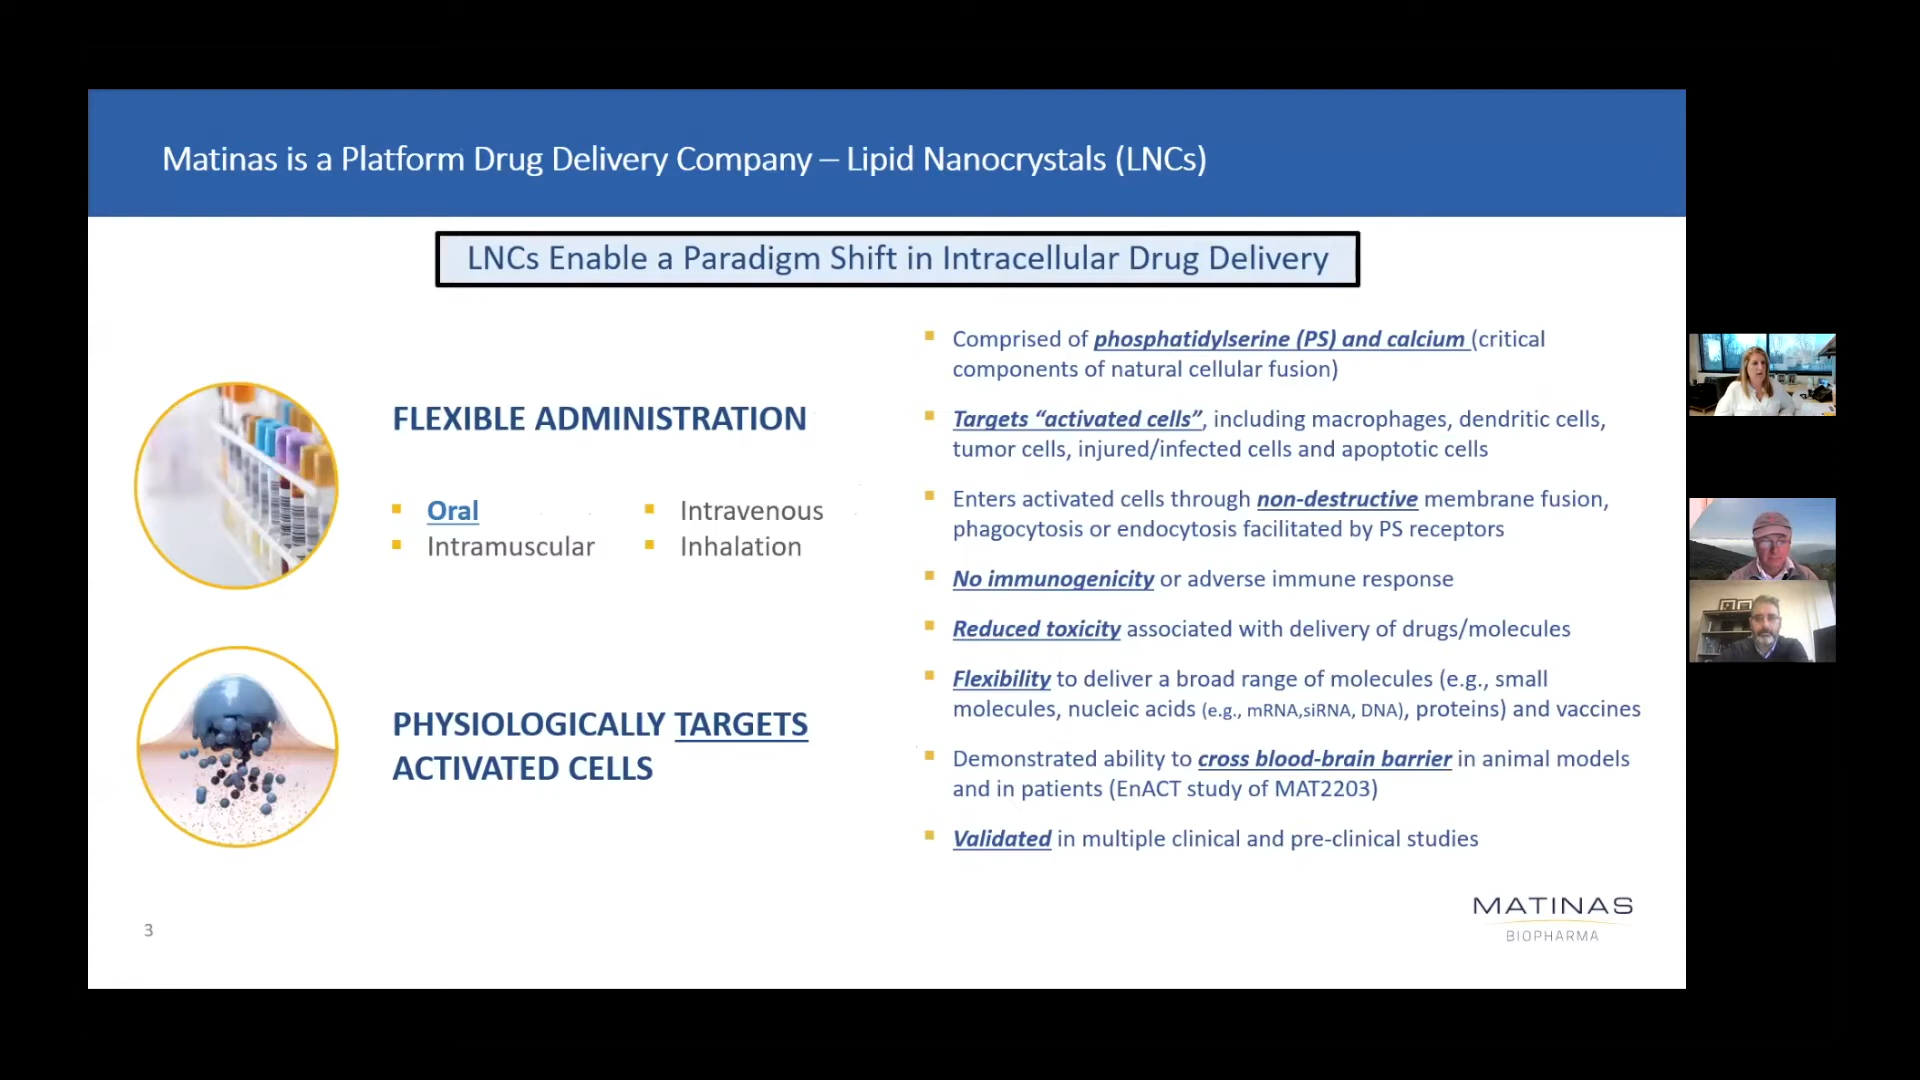 Matinas is a Platform Drug Delivery Company – Lipid Nanocrystals (LNCs)
LNCs Enable a Paradigm Shift in Intracellular Drug Delivery
FLEXIBLE ADMINISTRATION
Oral
Intramuscular
Intravenous
Inhalation
PHYSIOLOGICALLY TARGETS
ACTIVATED CELLS
Comprised of phosphatidylserine (PS) and calcium (critical
components of natural cellular fusion)
Targets “activated cells”, including macrophages, dendritic cells,
tumor cells, injured/infected cells and apoptotic cells
Enters activated cells through non-destructive membrane fusion,
phagocytosis or endocytosis facilitated by PS receptors
No immunogenicity or adverse immune response
Reduced toxicity associated with delivery of drugs/molecules
Flexibility to deliver a broad range of molecules (e.g., small
molecules, nucleic acids (e.g., mRNA,siRNA, DNA), proteins) and vaccines
Demonstrated ability to cross blood-brain barrier in animal models
and in patients (EnACT study of MAT2203)
Validated in multiple clinical and pre-clinical studies
3
MATINAS
BIOPHARMA